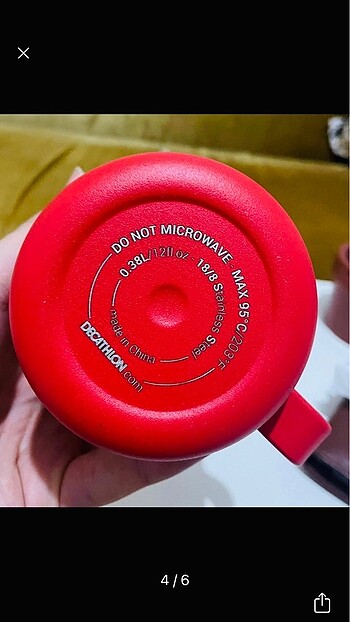 DO NOT MICROWAVE - MAX 95°C/203°F
0.38L/12fl oz - 18/8 Stainless Steel
made in China
DECATHLON.com
4 / 6